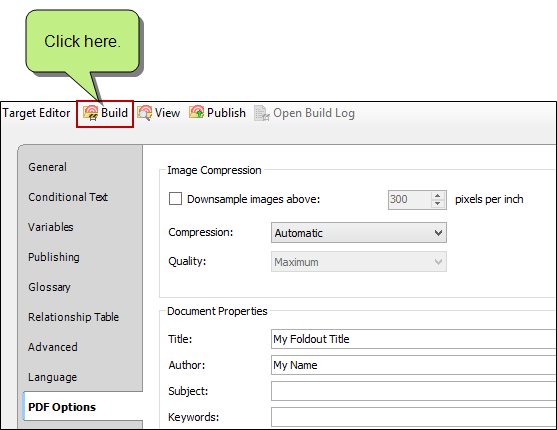 Click here.
Target Editor Build View Publish Open Build Log
General
Conditional Text
Variables
Publishing
Glossary
Relationship Table
Advanced
Language
PDF Options
Image Compression
Downsample images above: 300 pixels per inch
Compression: Automatic
Quality: Maximum
Document Properties
Title: My Foldout Title
Author: My Name
Subject:
Keywords: